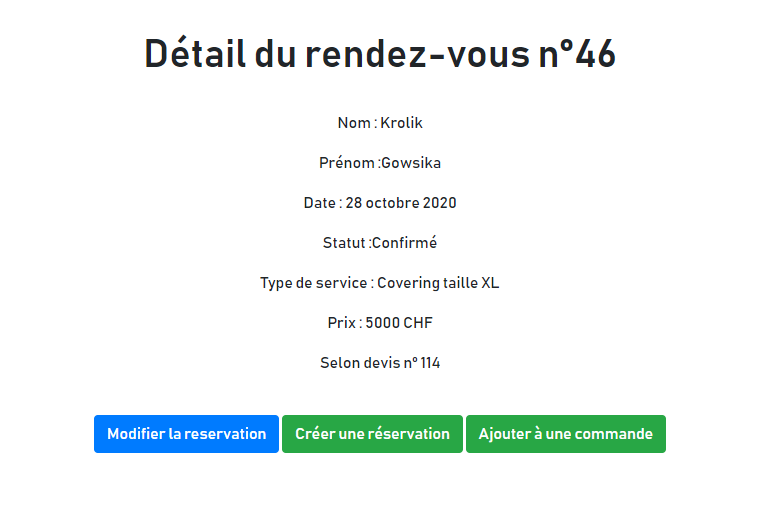 Détail du rendez-vous n°46
Nom : Krolik
Prénom :Gowsika
Date : 28 octobre 2020
Statut :Confirmé
Type de service : Covering taille XL
Prix : 5000 CHF
Selon devis n° 114
Modifier la reservation Créer une réservation Ajouter à une commande